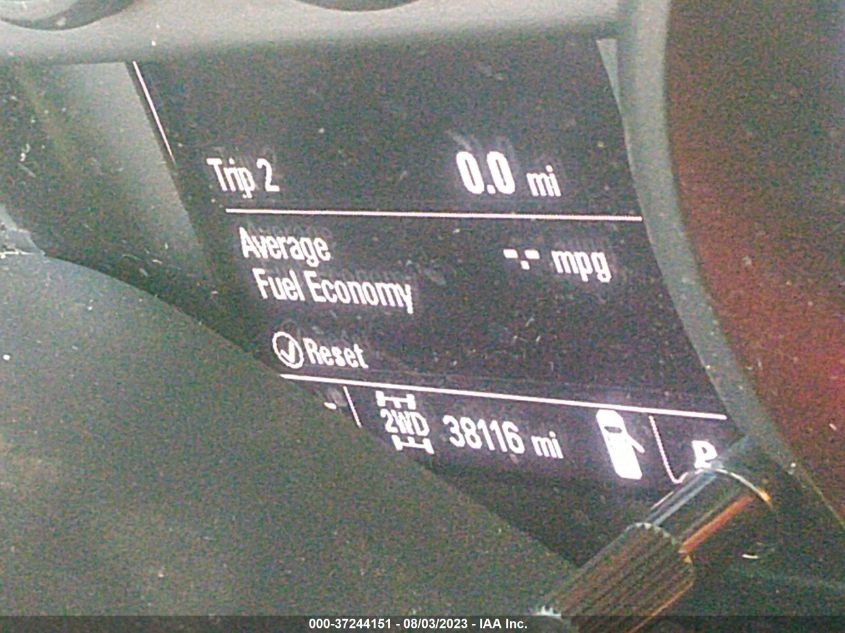 Trip 2 0.0 mi
Average -.- mpg
Fuel Economy
Reset
2WD 38116 mi P
000-37244151 - 08/03/2023 - IAA Inc.